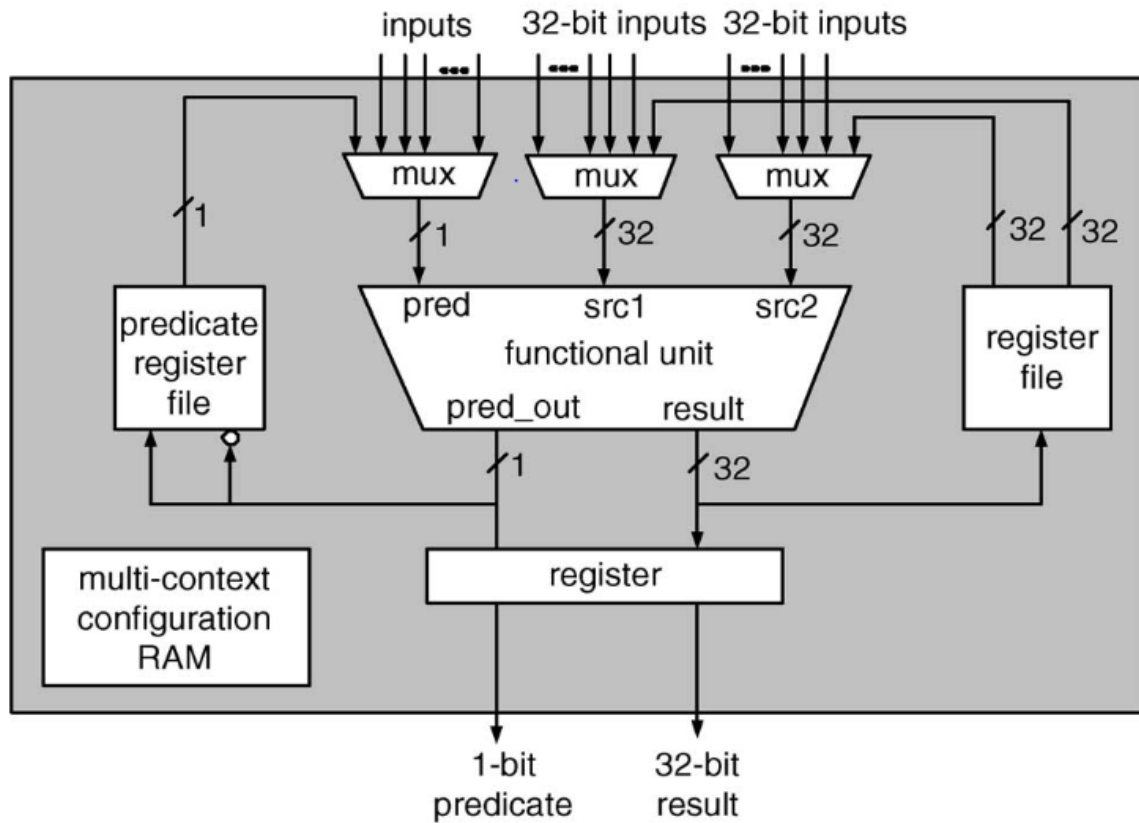 inputs 32-bit inputs 32-bit inputs
mux mux mux
1 1 32 32 32 32
pred src1 src2
predicate
register
file
functional unit
register
file
pred_out result
1 32
multi-context
configuration
RAM
register
1-bit
predicate
32-bit
result